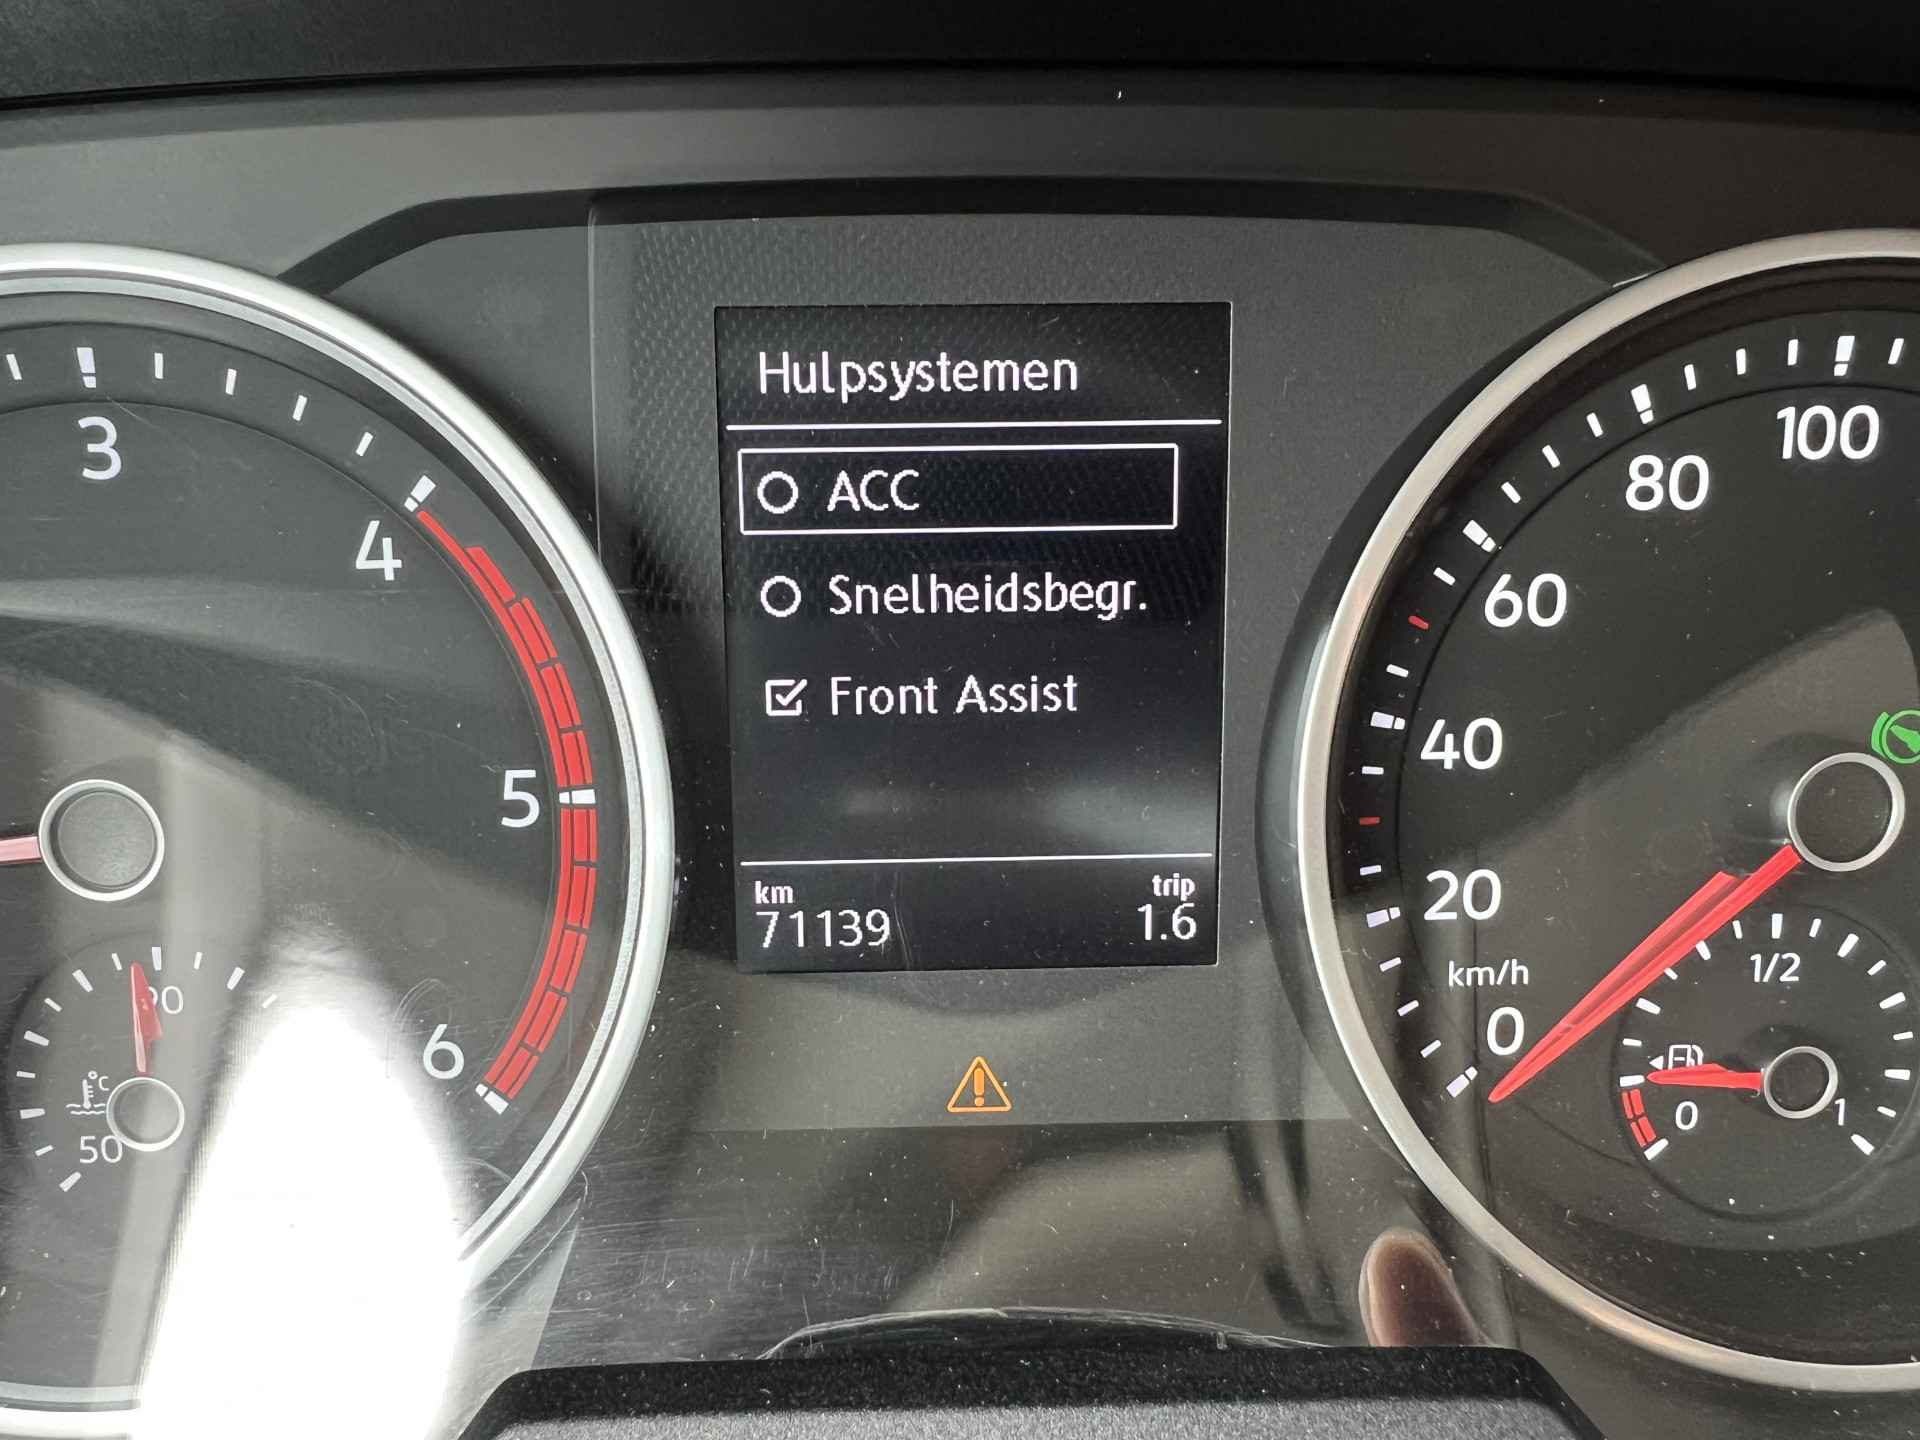 Hulpsystemen
ACC
Snelheidsbegr.
Front Assist
km trip
71139 1.6
3
4
5
6
90
°C
50
100
80
60
40
20
km/h
0
1/2
0
1